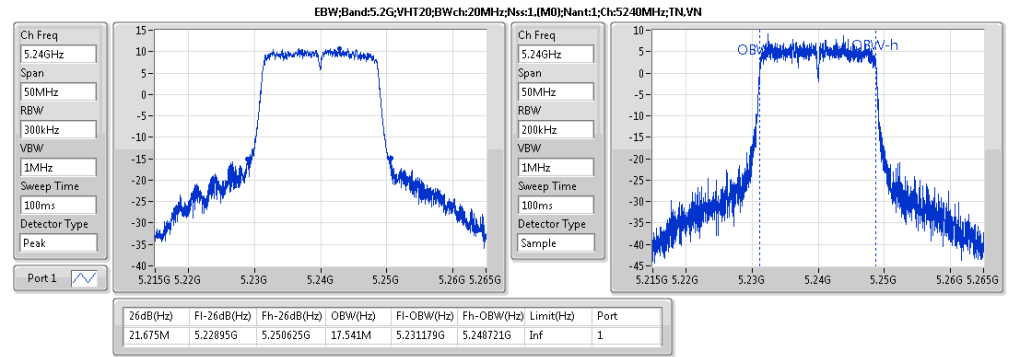 EBW;Band:5.2G;VHT20;BWch:20MHz;Nss:1,(M0);Nant:1;Ch:5240MHz;TN,VN
Ch Freq
5.24GHz
Span
50MHz
RBW
300kHz
VBW
1MHz
Sweep Time
100ms
Detector Type
Peak
Port 1
15
10
5
0
-5
-10
-15
-20
-25
-30
-35
-40
5.215G 5.22G 5.23G 5.24G 5.25G 5.26G 5.265G
Ch Freq
5.24GHz
Span
50MHz
RBW
200kHz
VBW
1MHz
Sweep Time
100ms
Detector Type
Sample
10
5
0
-5
-10
-15
-20
-25
-30
-35
-40
-45
OBW-h
5.215G 5.22G 5.23G 5.24G 5.25G 5.26G 5.265G
26dB(Hz) Fl-26dB(Hz) Fh-26dB(Hz) OBW(Hz) Fl-OBW(Hz) Fh-OBW(Hz) Limit(Hz) Port
21.675M 5.22895G 5.250625G 17.541M 5.231179G 5.248721G Inf 1